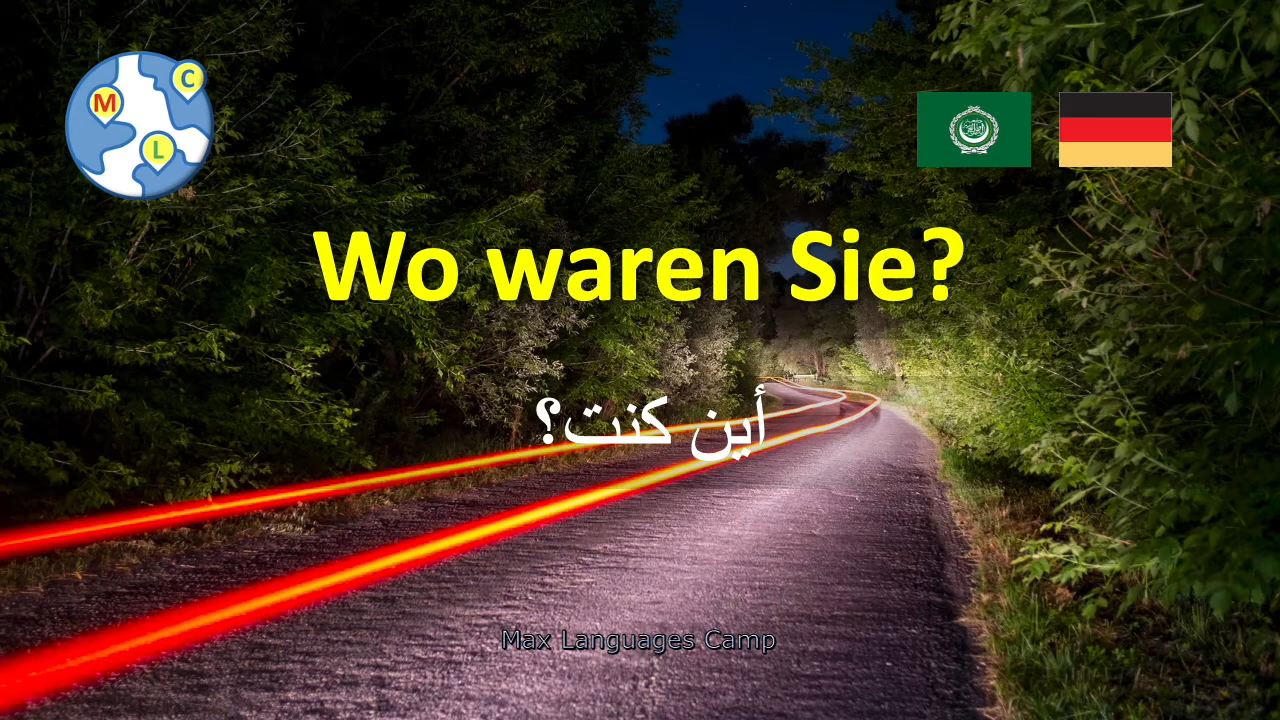 M
C
L
Wo waren Sie?
أين كنت؟
Max Languages Camp